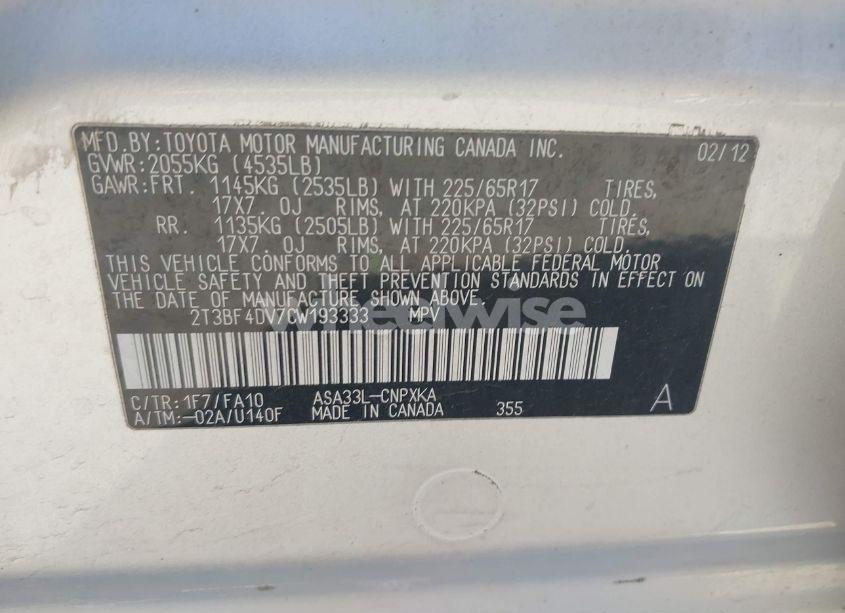 MFD.BY:TOYOTA MOTOR MANUFACTURING CANADA INC. 02/12
GVWR:2055KG (4535LB)
GAWR:FRT. 1145KG (2535LB) WITH 225/65R17 TIRES,
17X7. 0J RIMS, AT 220KPA (32PSI) COLD.
RR. 1135KG (2505LB) WITH 225/65R17 TIRES,
17X7. 0J RIMS, AT 220KPA (32PSI) COLD.
THIS VEHICLE CONFORMS TO ALL APPLICABLE FEDERAL MOTOR
VEHICLE SAFETY AND THEFT PREVENTION STANDARDS IN EFFECT ON
THE DATE OF MANUFACTURE SHOWN ABOVE.
2T3BF4DV7CW193333 MPV
wheelwise
C/TR:1F7/FA10 ASA33L-CNPXKA
A/TM:-02A/U140F MADE IN CANADA 355 A